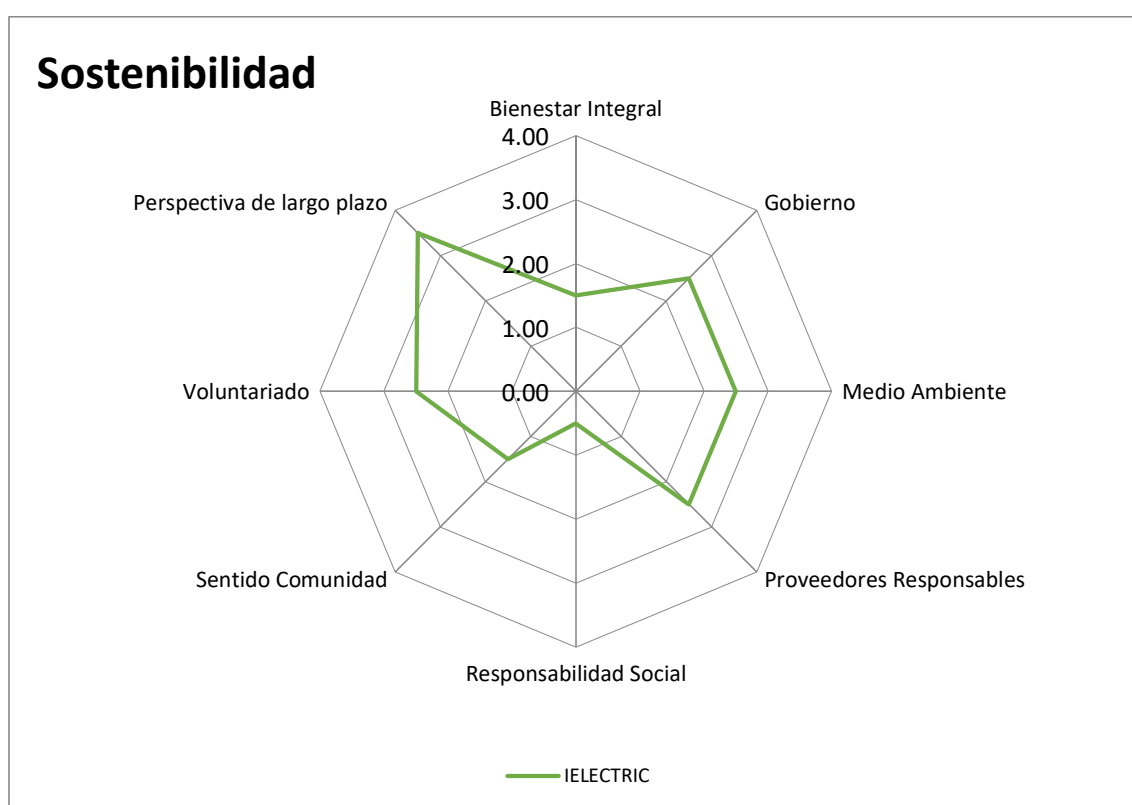 Sostenibilidad
Bienestar Integral
4.00
Perspectiva de largo plazo
Gobierno
3.00
2.00
1.00
Voluntariado
0.00
Medio Ambiente
Sentido Comunidad
Proveedores Responsables
Responsabilidad Social
IELECTRIC